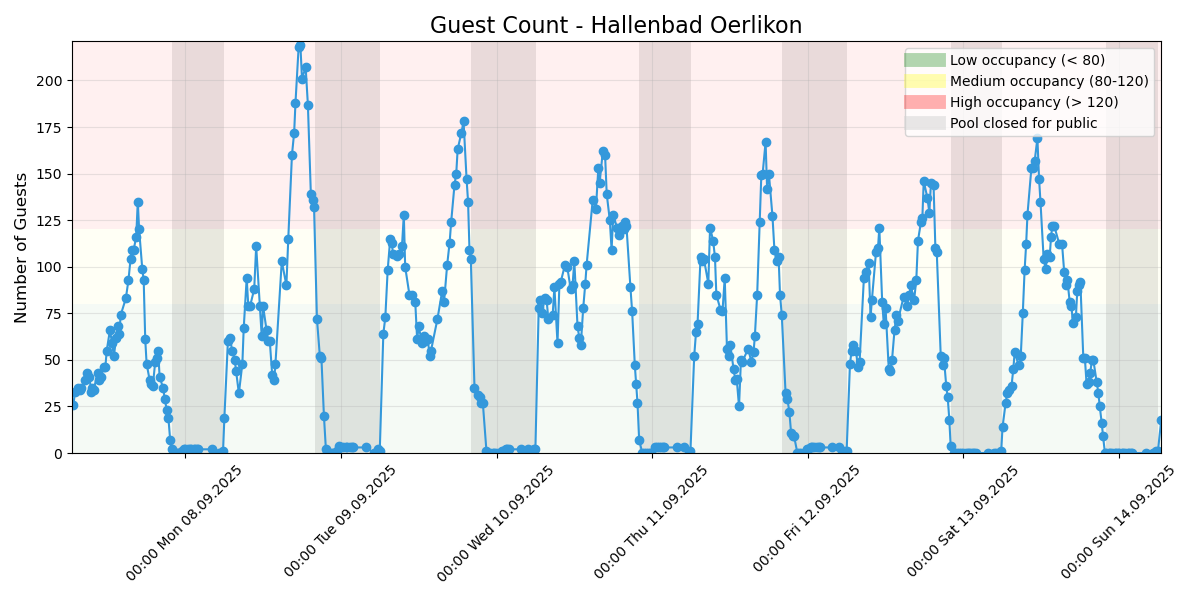 Guest Count - Hallenbad Oerlikon
Number of Guests
200
175
150
125
100
75
50
25
0
Low occupancy (< 80)
Medium occupancy (80-120)
High occupancy (> 120)
Pool closed for public
00:00 Mon 08.09.2025
00:00 Tue 09.09.2025
00:00 Wed 10.09.2025
00:00 Thu 11.09.2025
00:00 Fri 12.09.2025
00:00 Sat 13.09.2025
00:00 Sun 14.09.2025